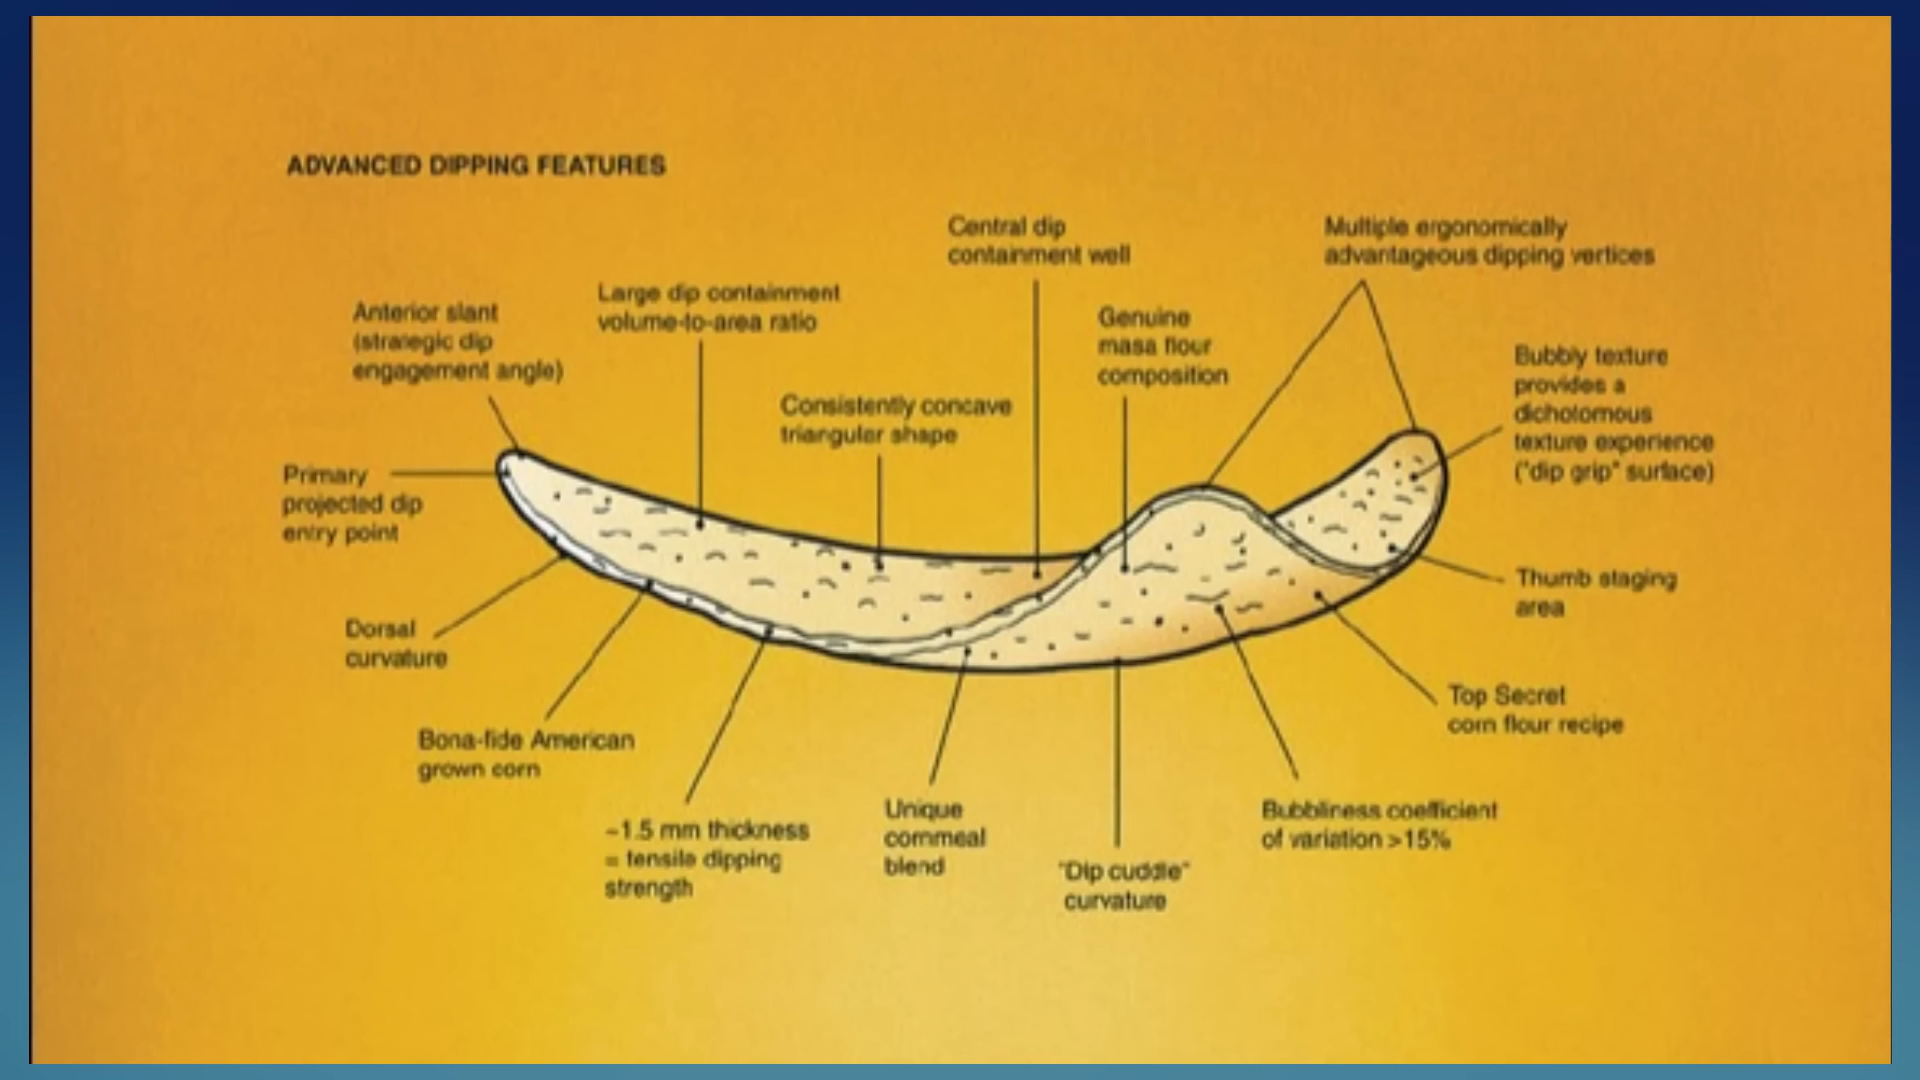 ADVANCED DIPPING FEATURES
Central dip
containment well
Multiple ergonomically
advantageous dipping vertices
Large dip containment
volume-to-area ratio
Anterior slant
(strategic dip
engagement angle)
Genuine
masa flour
composition
Bubbly texture
provides a
dichotomous
texture experience
("dip grip" surface)
Consistently concave
triangular shape
Primary
projected dip
entry point
Thumb staging
area
Dorsal
curvature
Top Secret
corn flour recipe
Bona-fide American
grown corn
~1.5 mm thickness
= tensile dipping
strength
Unique
cornmeal
blend
"Dip cuddle"
curvature
Bubbliness coefficient
of variation >15%